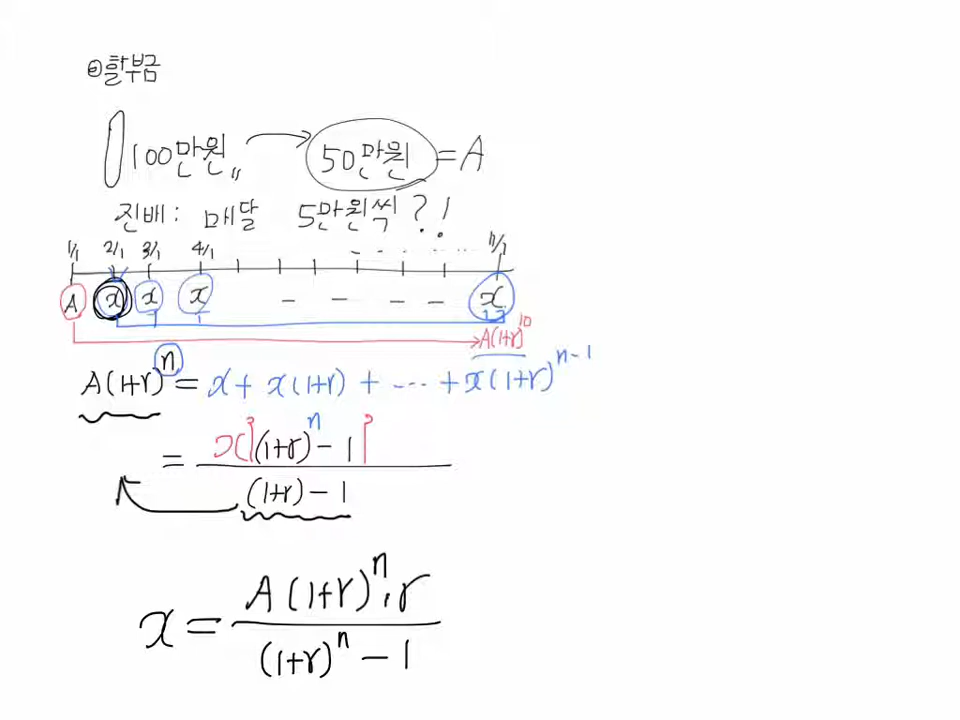 ⊙할부금
100만원〃 → 50만원 = A
진배: 매달 5만원씩?!
1/1 2/1 3/1 4/1 - . . . . . 11/1
A x x x - - - - x
A(1+r)^10
A(1+r)^n = x + x(1+r) + ... + x(1+r)^{n-1}
= x{(1+r)^n - 1} / (1+r) - 1
x = A(1+r)^n · r / (1+r)^n - 1